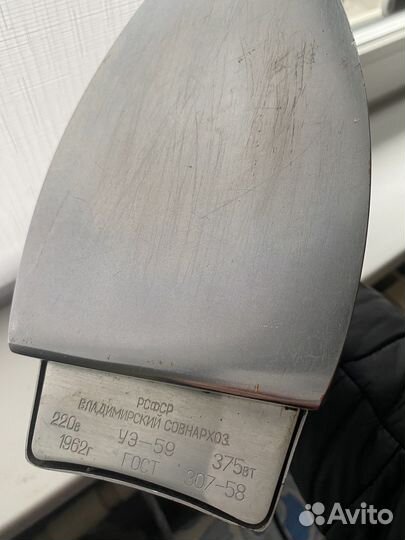 РСФСР
ВЛАДИМИРСКИЙ СОВНАРХОЗ
220в УЭ-59 375вт
1962г ГОСТ 307-58
Avito